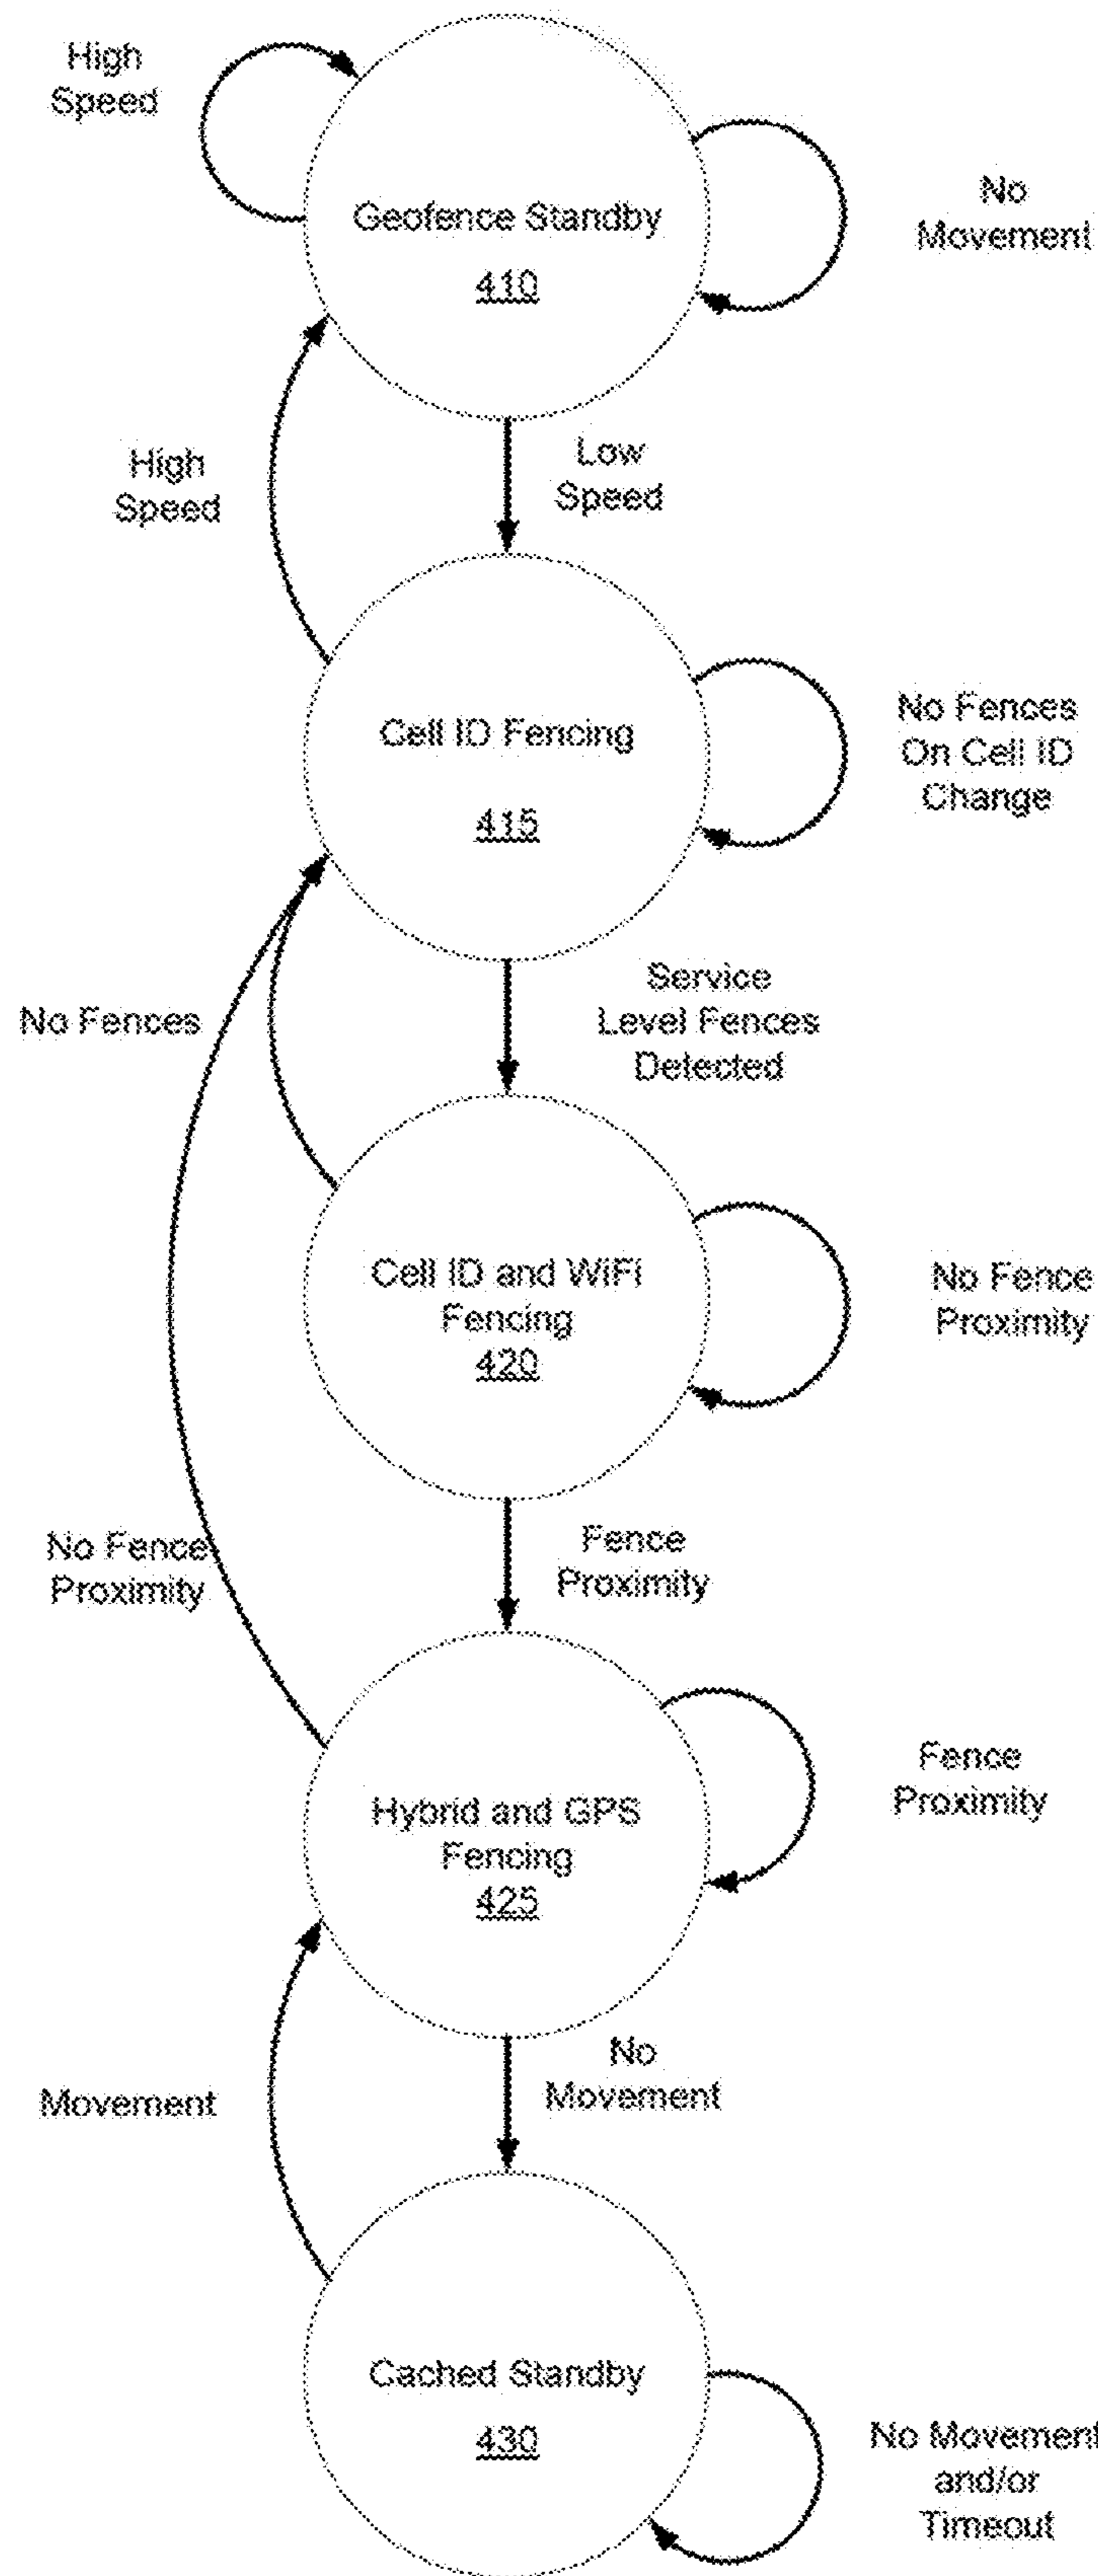 High
Speed
No
Movement
Geofence Standby
410
High
Speed
Low
Speed
Cell ID Fencing
415
No Fences
On Cell ID
Change
No Fences
Service
Level Fences
Detected
Cell ID and WiFi
Fencing
420
No Fence
Proximity
No Fence
Proximity
Fence
Proximity
Hybrid and GPS
Fencing
425
Fence
Proximity
Movement
No
Movement
Cached Standby
430
No Movement
and/or
Timeout